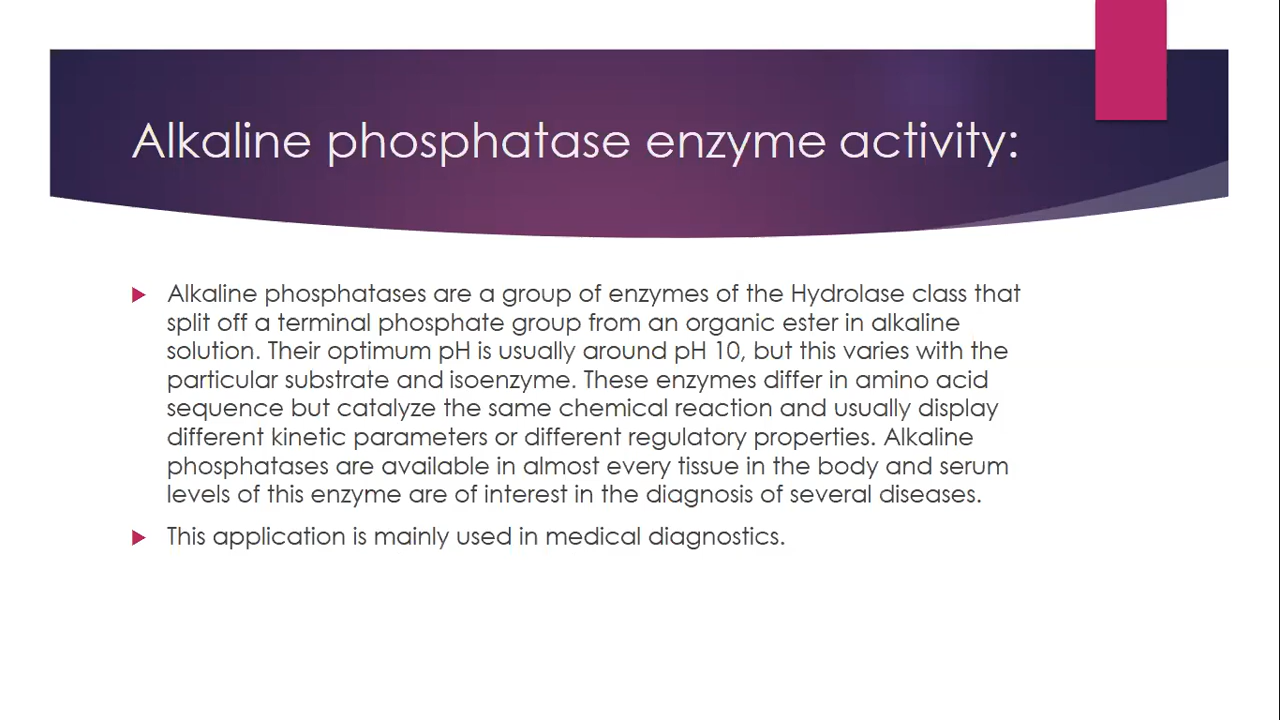 Alkaline phosphatase enzyme activity:
Alkaline phosphatases are a group of enzymes of the Hydrolase class that
split off a terminal phosphate group from an organic ester in alkaline
solution. Their optimum pH is usually around pH 10, but this varies with the
particular substrate and isoenzyme. These enzymes differ in amino acid
sequence but catalyze the same chemical reaction and usually display
different kinetic parameters or different regulatory properties. Alkaline
phosphatases are available in almost every tissue in the body and serum
levels of this enzyme are of interest in the diagnosis of several diseases.
This application is mainly used in medical diagnostics.